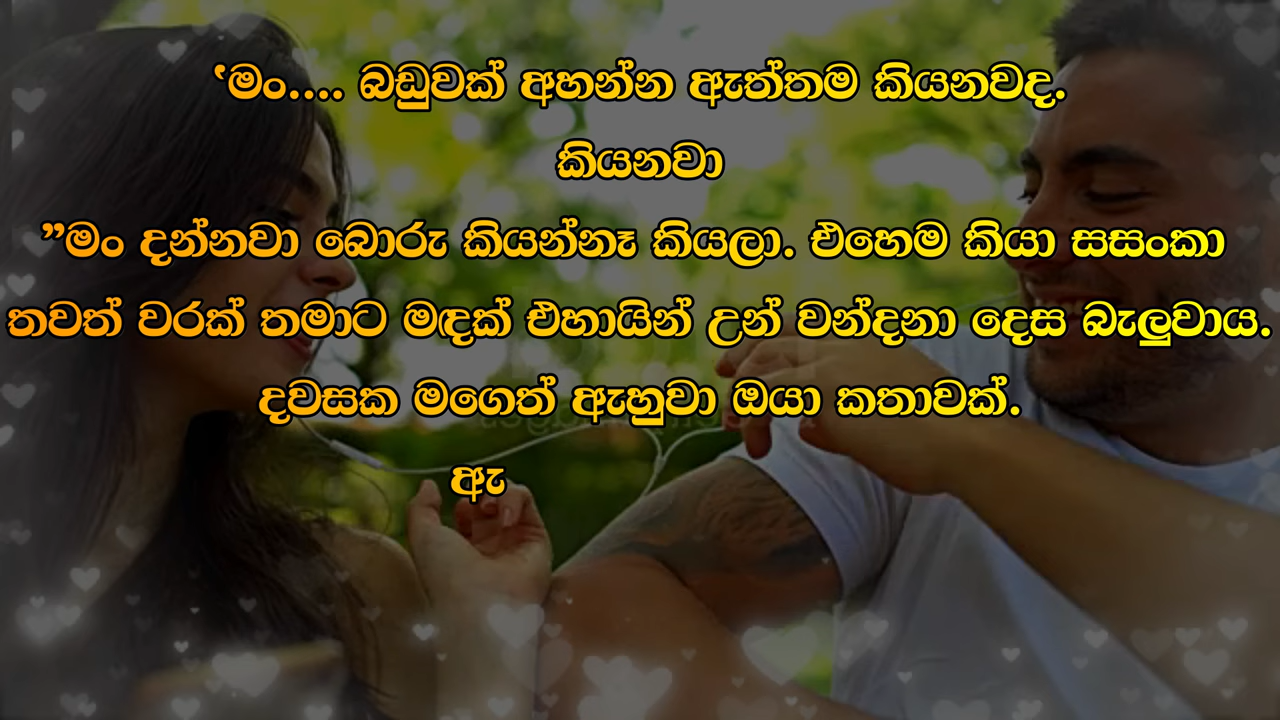 ‛මං.... බඩුවක් අහන්න ඇත්තම කියනවද.
කියනවා
”මං දන්නවා බොරු කියන්නෑ කියලා. එහෙම කියා සසංකා
තවත් වරක් තමාට මඳක් එහායින් උන් වන්දනා දෙස බැලුවාය.
දවසක මගෙත් ඇහුවා ඔයා කතාවක්.
ඇ